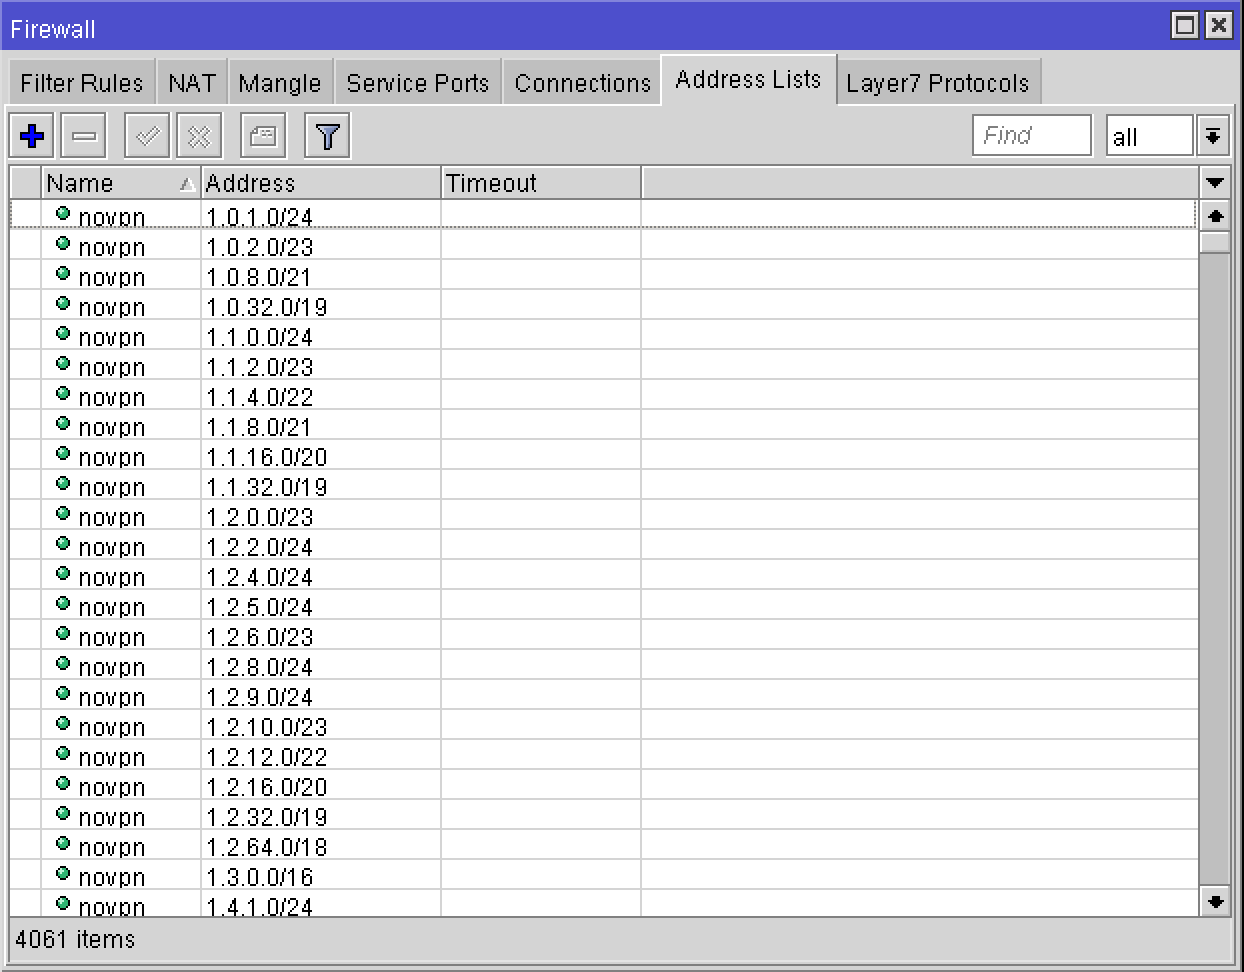 Firewall
Filter Rules NAT Mangle Service Ports Connections Address Lists Layer7 Protocols
Find all
Name Address Timeout
novpn 1.0.1.0/24
novpn 1.0.2.0/23
novpn 1.0.8.0/21
novpn 1.0.32.0/19
novpn 1.1.0.0/24
novpn 1.1.2.0/23
novpn 1.1.4.0/22
novpn 1.1.8.0/21
novpn 1.1.16.0/20
novpn 1.1.32.0/19
novpn 1.2.0.0/23
novpn 1.2.2.0/24
novpn 1.2.4.0/24
novpn 1.2.5.0/24
novpn 1.2.6.0/23
novpn 1.2.8.0/24
novpn 1.2.9.0/24
novpn 1.2.10.0/23
novpn 1.2.12.0/22
novpn 1.2.16.0/20
novpn 1.2.32.0/19
novpn 1.2.64.0/18
novpn 1.3.0.0/16
novpn 1.4.1.0/24
4061 items